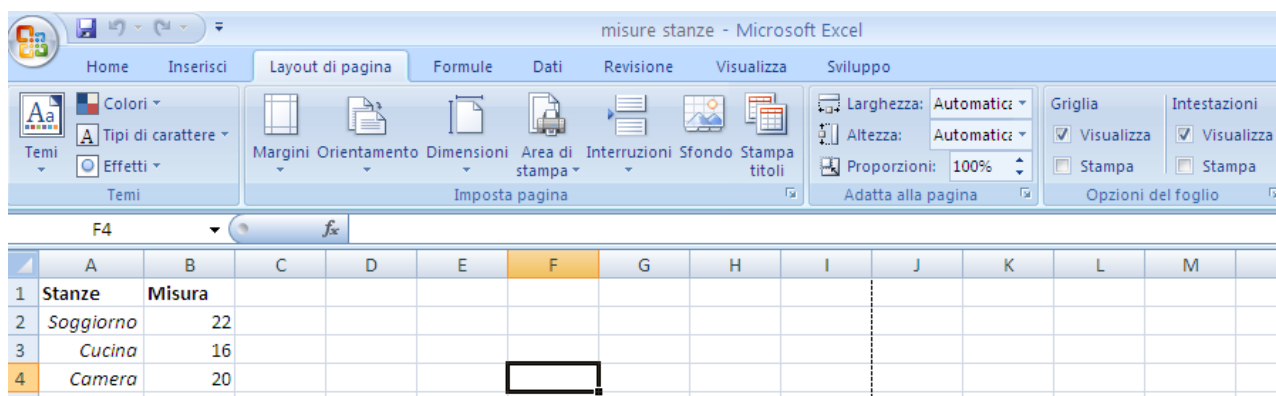 misure stanze - Microsoft Excel
Home Inserisci Layout di pagina Formule Dati Revisione Visualizza Sviluppo
Aa
Temi
Colori
A Tipi di carattere
Effetti
Temi
Margini Orientamento Dimensioni Area di stampa Interruzioni Sfondo Stampa titoli
Imposta pagina
Larghezza: Automatica
Altezza: Automatica
Proporzioni: 100%
Adatta alla pagina
Griglia
Visualizza
Stampa
Intestazioni
Visualizza
Stampa
Opzioni del foglio
F4 fx
A B C D E F G H I J K L M
1 Stanze Misura
2 Soggiorno 22
3 Cucina 16
4 Camera 20